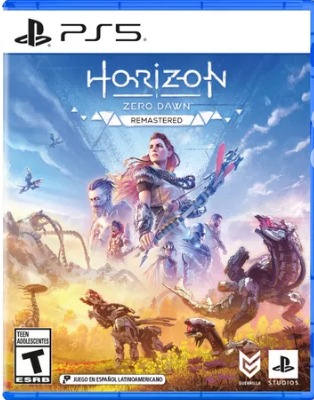 PS5
HORIZON
ZERO DAWN
REMASTERED
TEEN
ADOLESCENTES
T
ESRB
JUEGO EN ESPAÑOL LATINOAMERICANO
GUERRILLA
STUDIOS